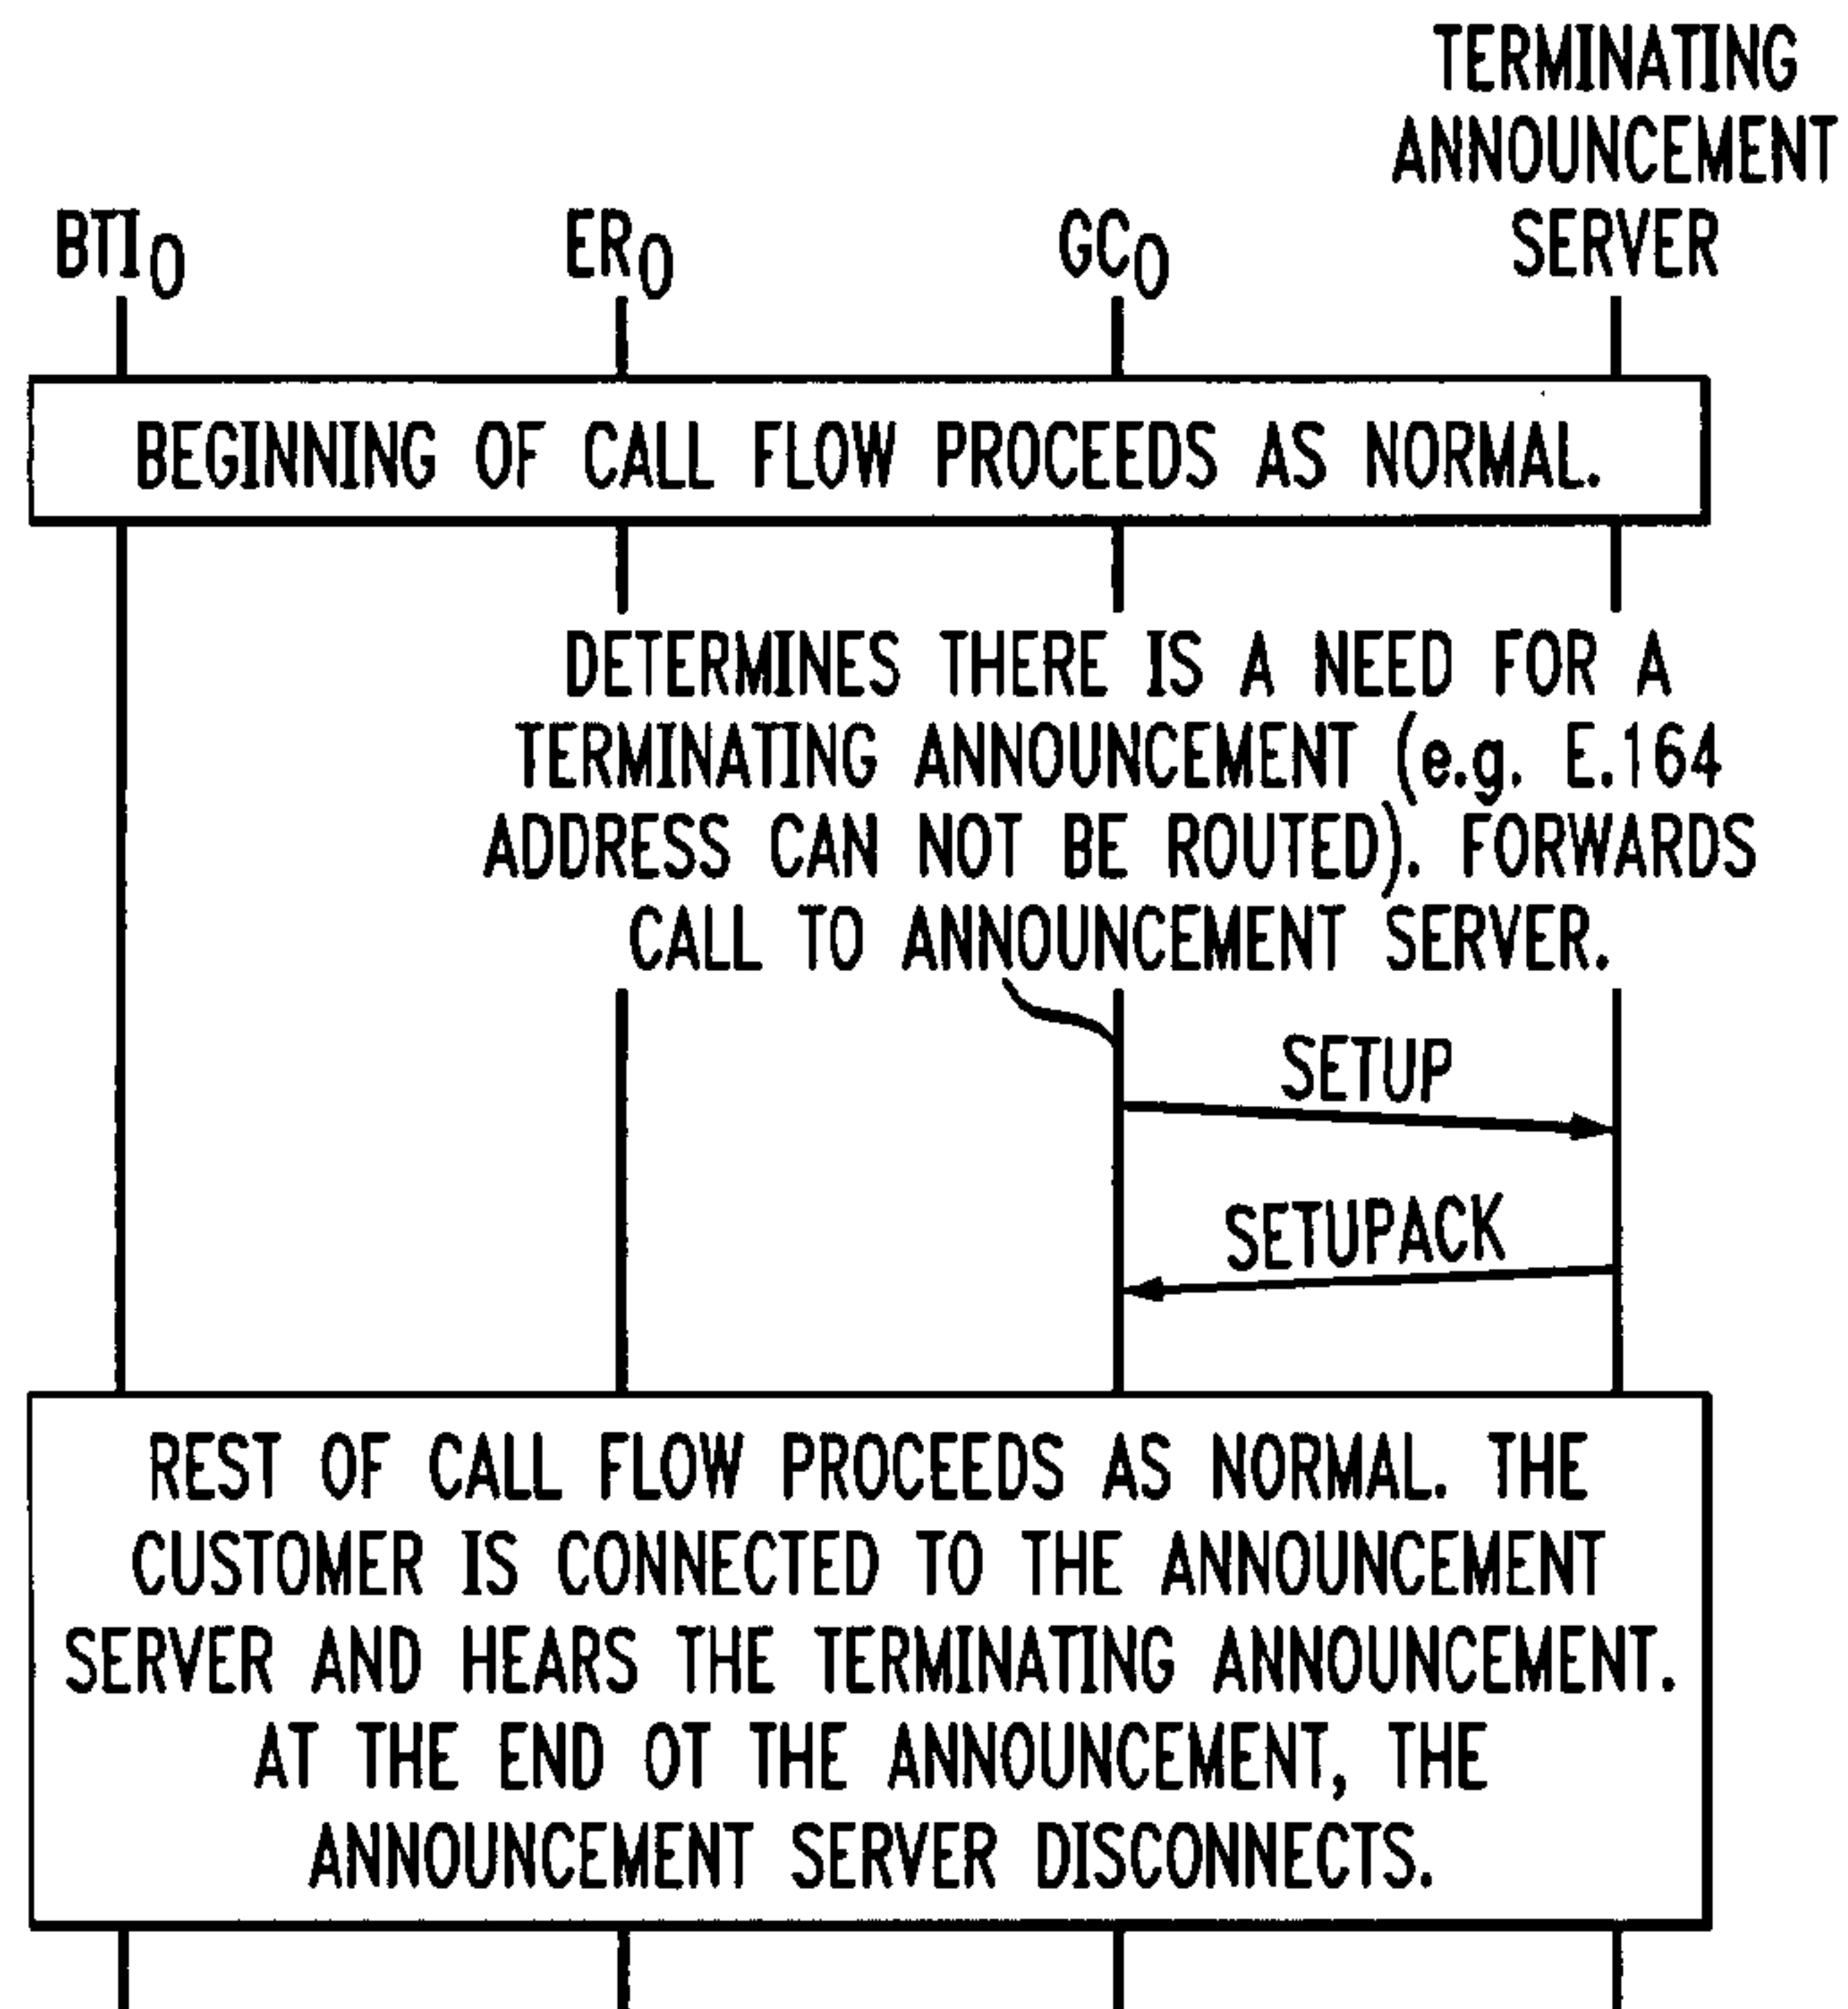 TERMINATING
ANNOUNCEMENT
SERVER
BTIO
ERO
GCO
BEGINNING OF CALL FLOW PROCEEDS AS NORMAL.
DETERMINES THERE IS A NEED FOR A
TERMINATING ANNOUNCEMENT (e.g. E.164
ADDRESS CAN NOT BE ROUTED). FORWARDS
CALL TO ANNOUNCEMENT SERVER.
SETUP
SETUPACK
REST OF CALL FLOW PROCEEDS AS NORMAL. THE
CUSTOMER IS CONNECTED TO THE ANNOUNCEMENT
SERVER AND HEARS THE TERMINATING ANNOUNCEMENT.
AT THE END OT THE ANNOUNCEMENT, THE
ANNOUNCEMENT SERVER DISCONNECTS.